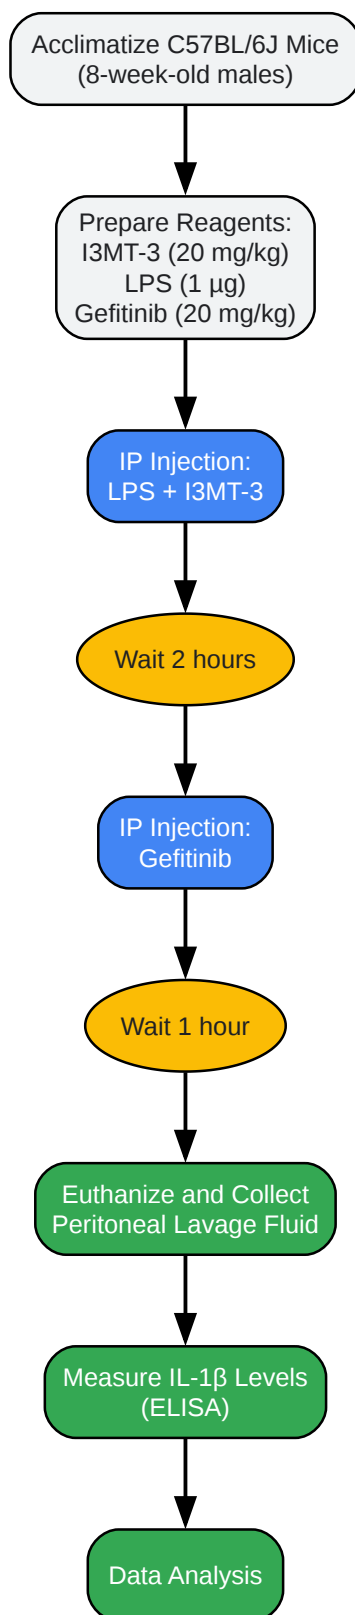 Acclimatize C57BL/6J Mice
(8-week-old males)
Prepare Reagents:
I3MT-3 (20 mg/kg)
LPS (1 µg)
Gefitinib (20 mg/kg)
IP Injection:
LPS + I3MT-3
Wait 2 hours
IP Injection:
Gefitinib
Wait 1 hour
Euthanize and Collect
Peritoneal Lavage Fluid
Measure IL-1β Levels
(ELISA)
Data Analysis